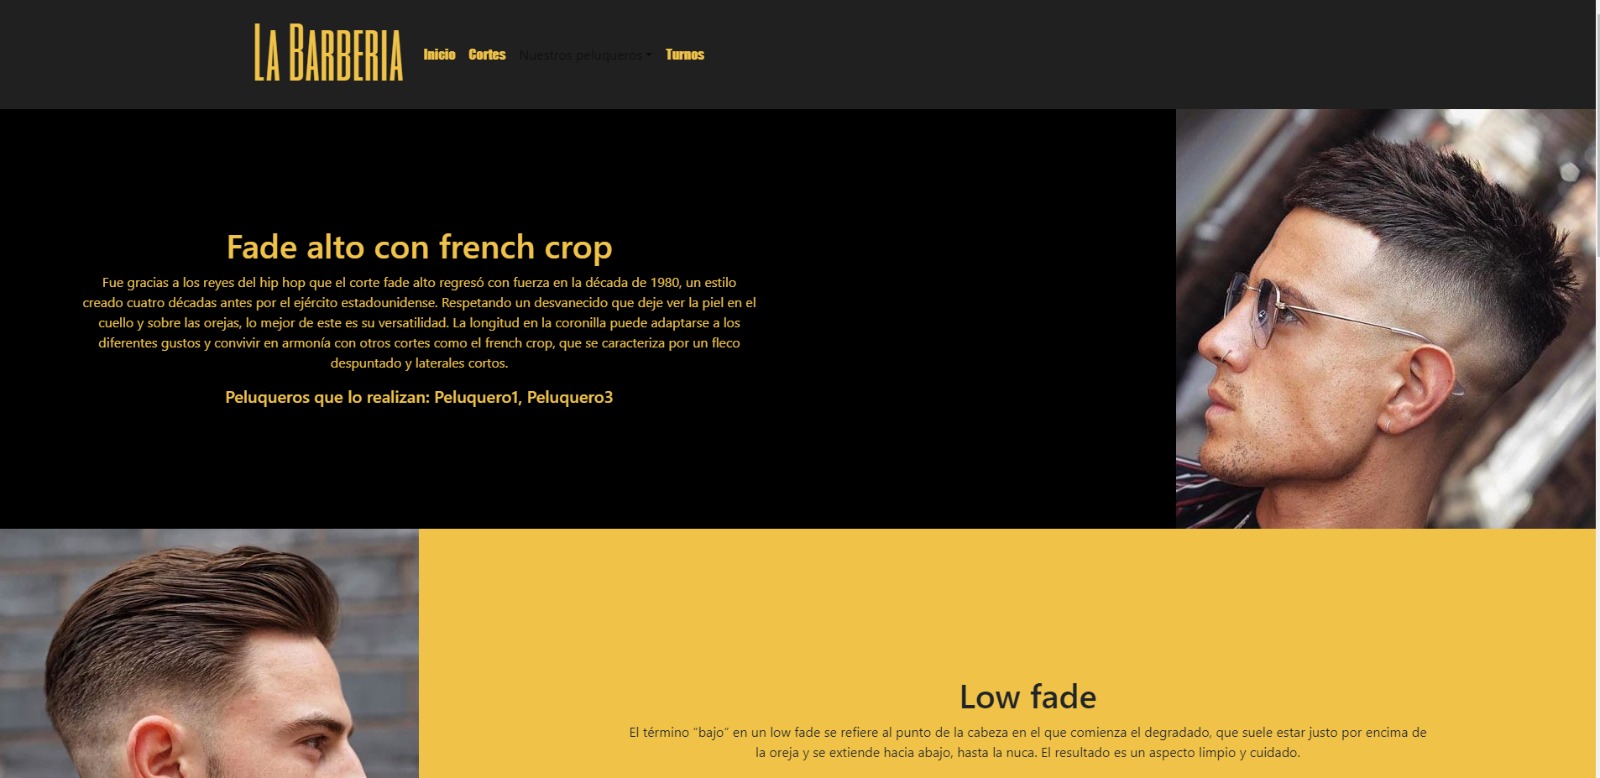 La Barberia
Inicio Cortes Nuestros peluqueros Turnos
Fade alto con french crop
Fue gracias a los reyes del hip hop que el corte fade alto regresó con fuerza en la década de 1980, un estilo
creado cuatro décadas antes por el ejército estadounidense. Respetando un desvanecido que deje ver la piel en el
cuello y sobre las orejas, lo mejor de este es su versatilidad. La longitud en la coronilla puede adaptarse a los
diferentes gustos y convivir en armonía con otros cortes como el french crop, que se caracteriza por un fleco
despuntado y laterales cortos.
Peluqueros que lo realizan: Peluquero1, Peluquero3
Low fade
El término “bajo” en un low fade se refiere al punto de la cabeza en el que comienza el degradado, que suele estar justo por encima de
la oreja y se extiende hacia abajo, hasta la nuca. El resultado es un aspecto limpio y cuidado.